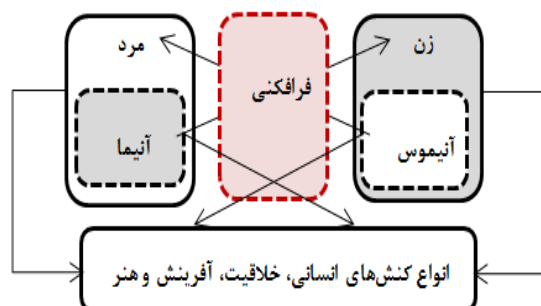 زن
مرد
فرافکنی
آنیموس
آنیما
انواع کنش‌های انسانی، خلاقیت، آفرینش و هنر